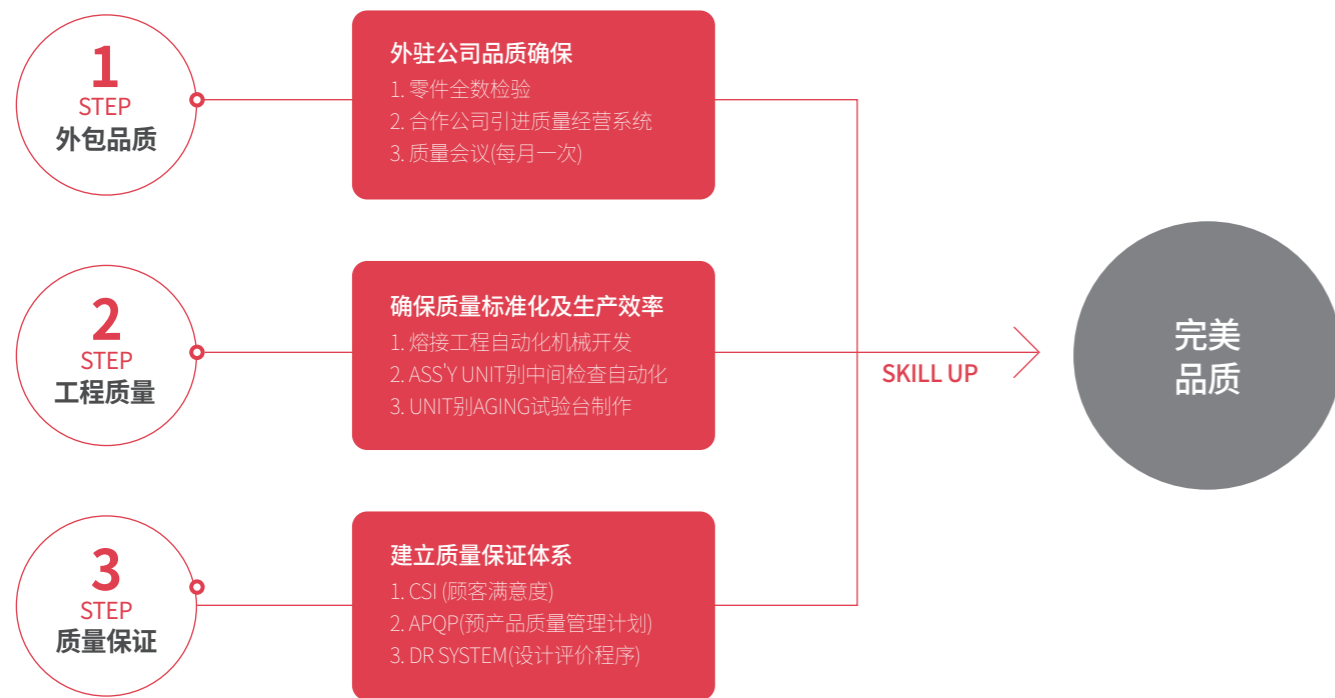 1
STEP
外包品质
外驻公司品质确保
1. 零件全数检验
2. 合作公司引进质量经营系统
3. 质量会议(每月一次)
2
STEP
工程质量
确保质量标准化及生产效率
1. 熔接工程自动化机械开发
2. ASS'Y UNIT别中间检查自动化
3. UNIT别AGING试验台制作
3
STEP
质量保证
建立质量保证体系
1. CSI (顾客满意度)
2. APQP(预产品质量管理计划)
3. DR SYSTEM(设计评价程序)
SKILL UP
完美
品质